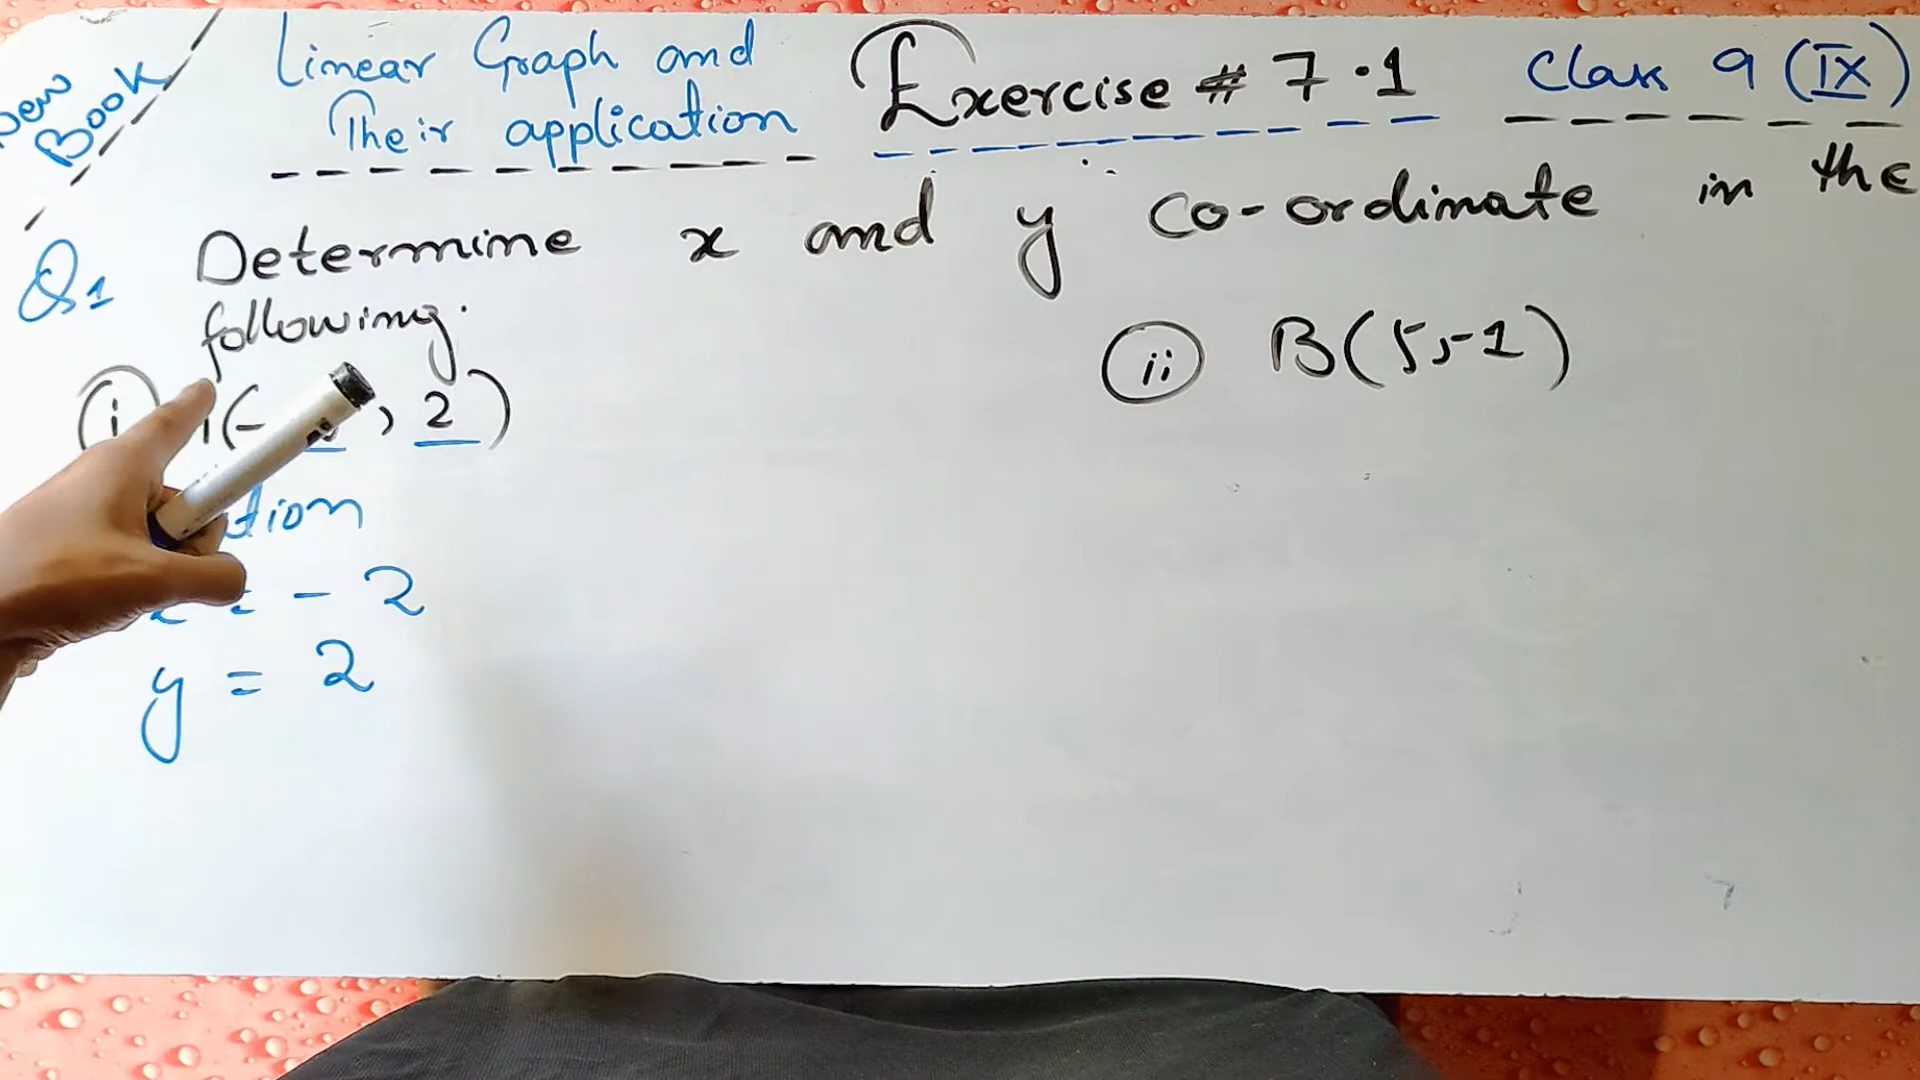 Book
Linear Graph and
Their application
Exercise # 7.1
Class 9 (IX)
Q1 Determine x and y co-ordinate in the
following.
(i) (- , 2)
(ii) B(5,-1)
tion
= - 2
y = 2